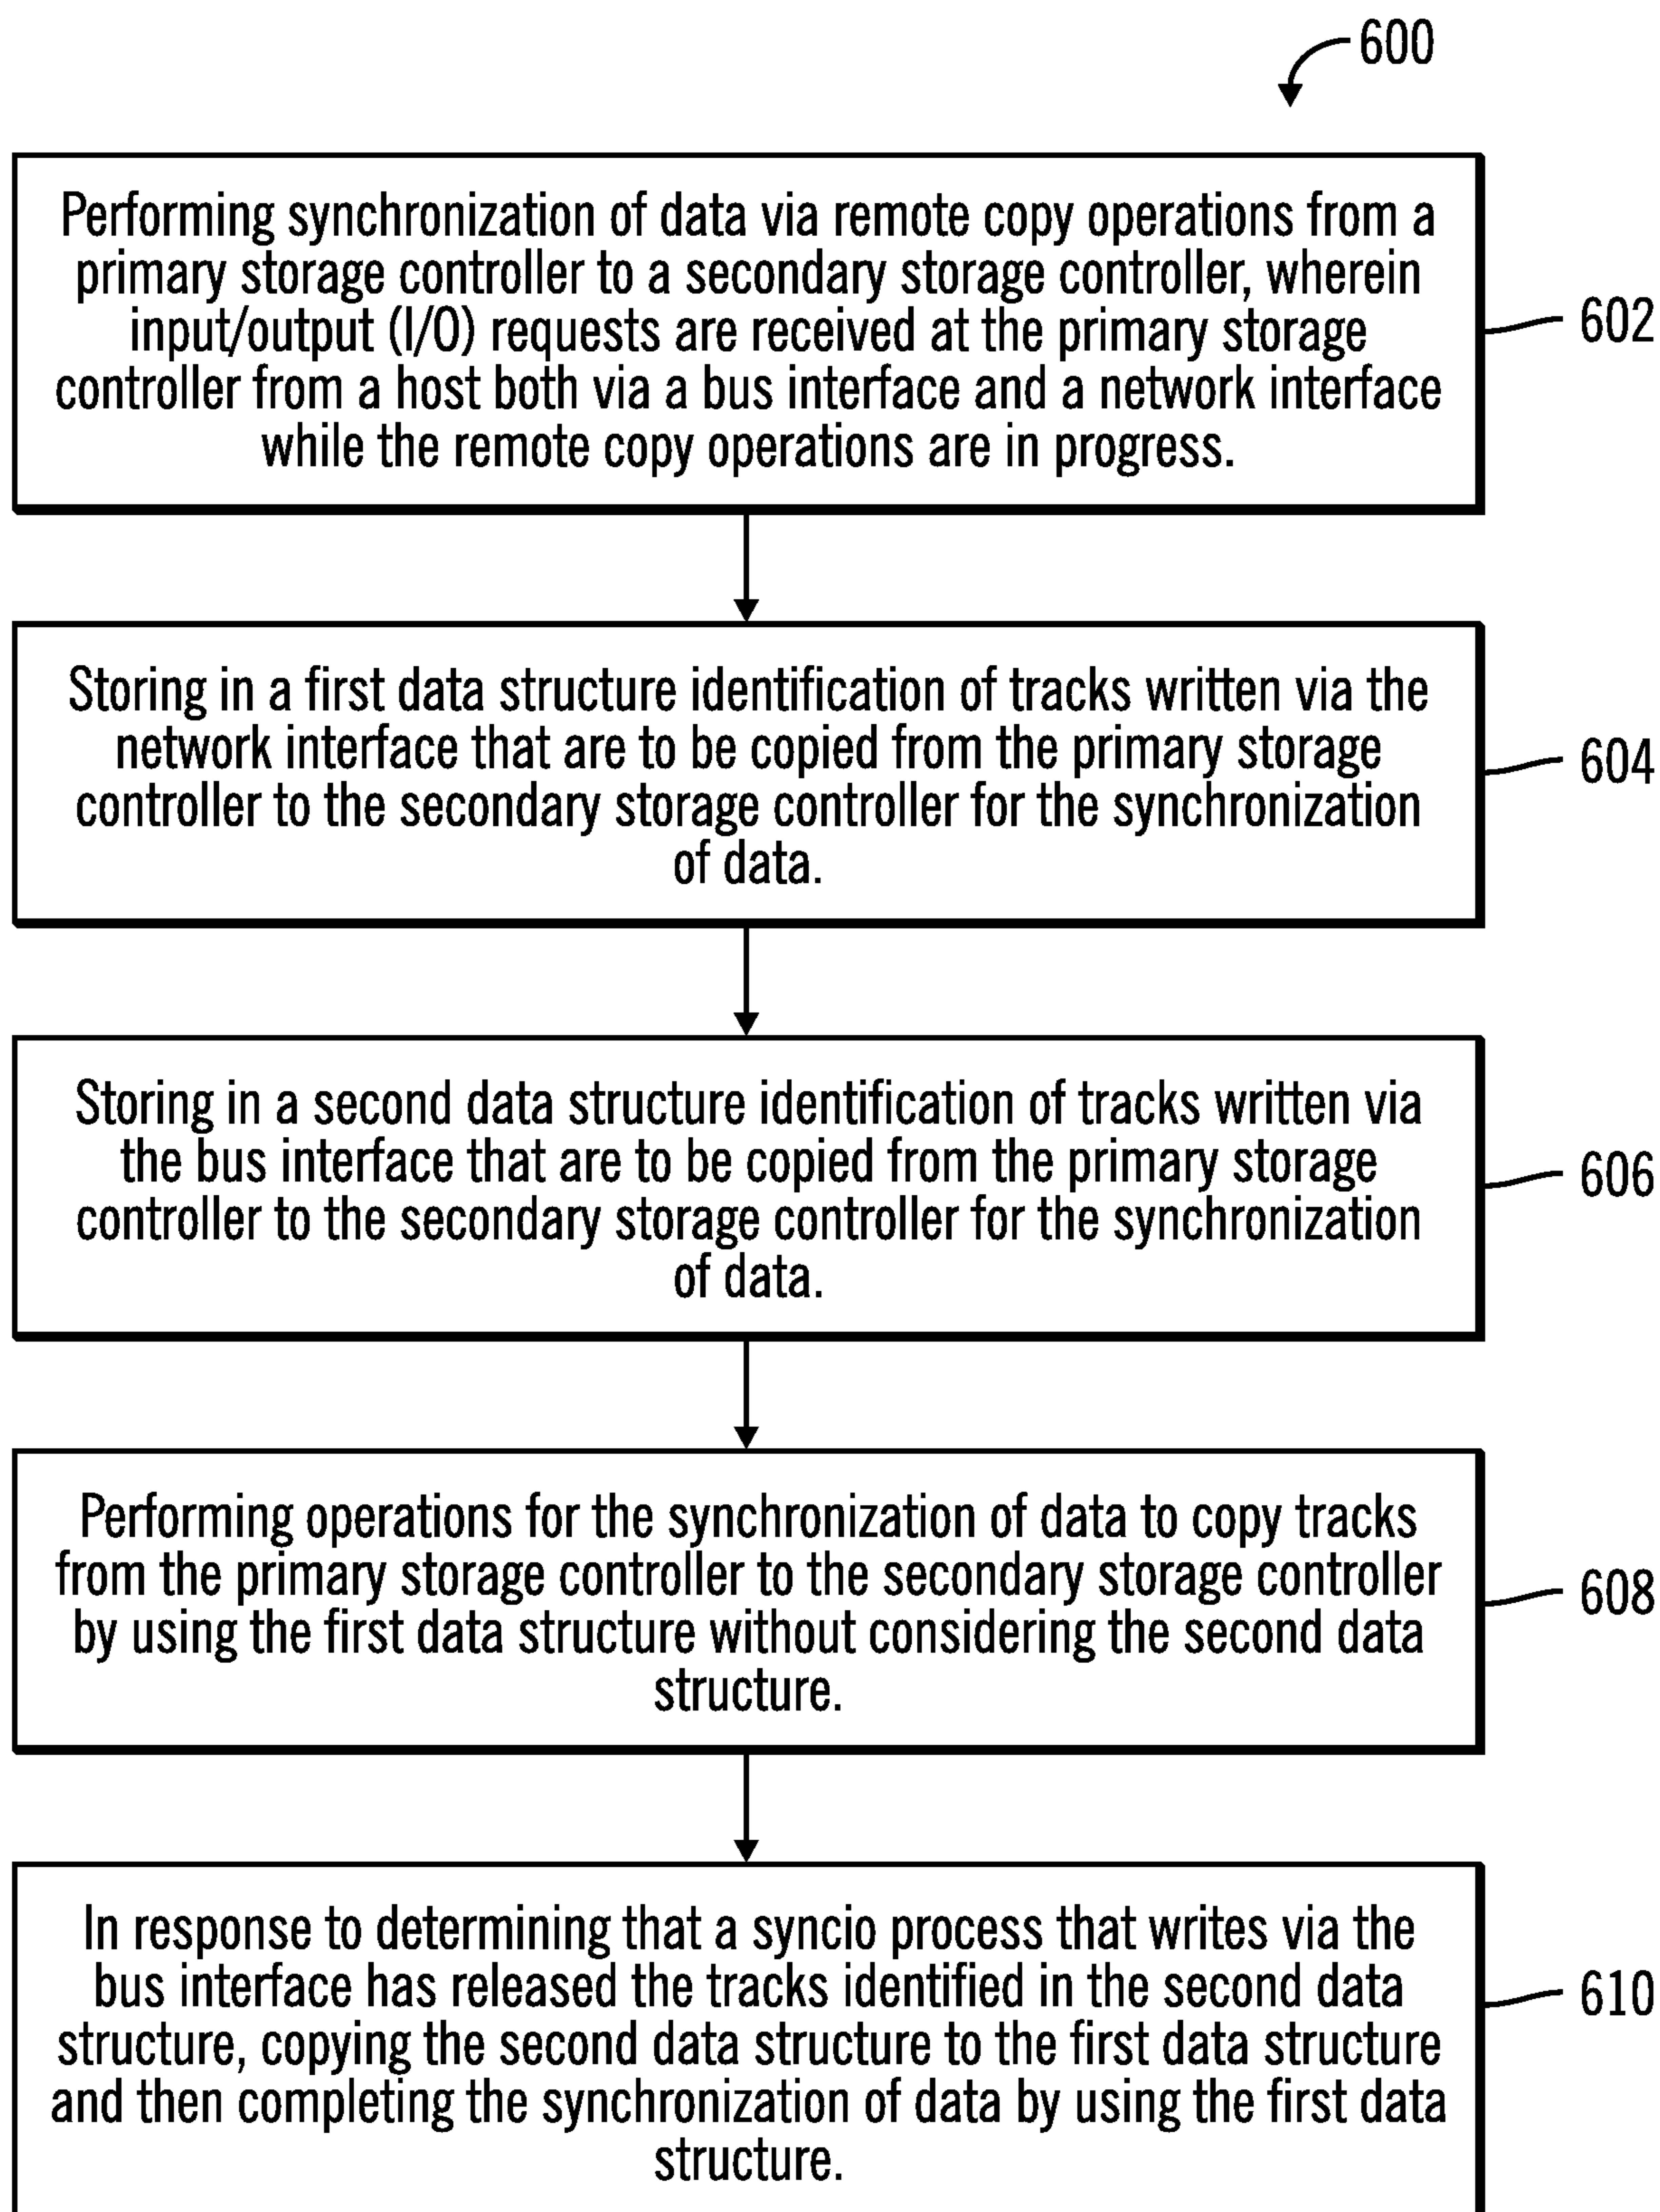 600
Performing synchronization of data via remote copy operations from a
primary storage controller to a secondary storage controller, wherein
input/output (I/O) requests are received at the primary storage
controller from a host both via a bus interface and a network interface
while the remote copy operations are in progress.
602
Storing in a first data structure identification of tracks written via the
network interface that are to be copied from the primary storage
controller to the secondary storage controller for the synchronization
of data.
604
Storing in a second data structure identification of tracks written via
the bus interface that are to be copied from the primary storage
controller to the secondary storage controller for the synchronization
of data.
606
Performing operations for the synchronization of data to copy tracks
from the primary storage controller to the secondary storage controller
by using the first data structure without considering the second data
structure.
608
In response to determining that a syncio process that writes via the
bus interface has released the tracks identified in the second data
structure, copying the second data structure to the first data structure
and then completing the synchronization of data by using the first data
structure.
610